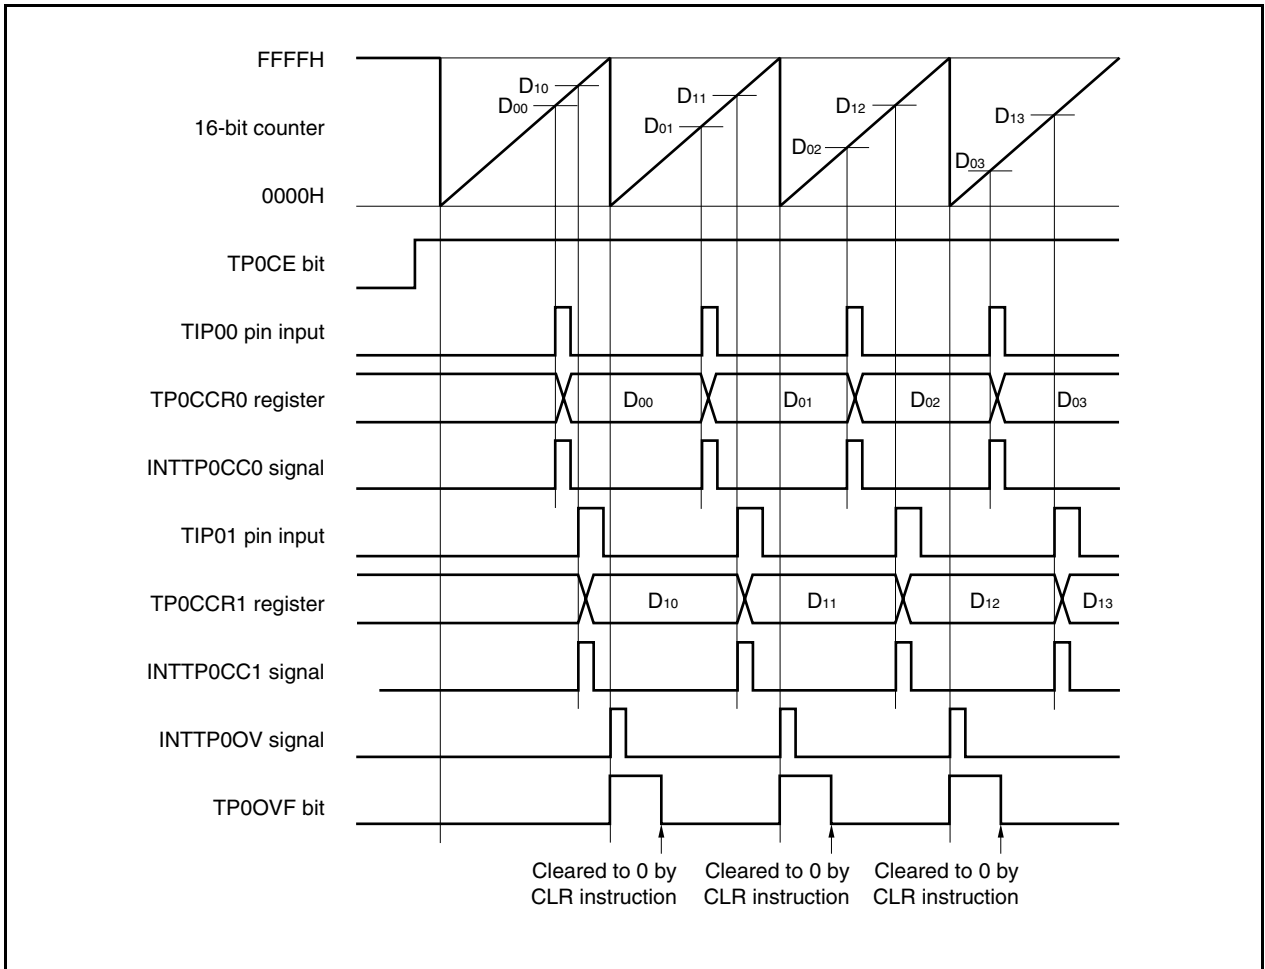 FFFFH
D10
D00
D11
D01
D12
D02
D13
D03
16-bit counter
0000H
TP0CE bit
TIP00 pin input
TP0CCR0 register
D00
D01
D02
D03
INTTP0CC0 signal
TIP01 pin input
TP0CCR1 register
D10
D11
D12
D13
INTTP0CC1 signal
INTTP0OV signal
TP0OVF bit
Cleared to 0 by
CLR instruction
Cleared to 0 by
CLR instruction
Cleared to 0 by
CLR instruction